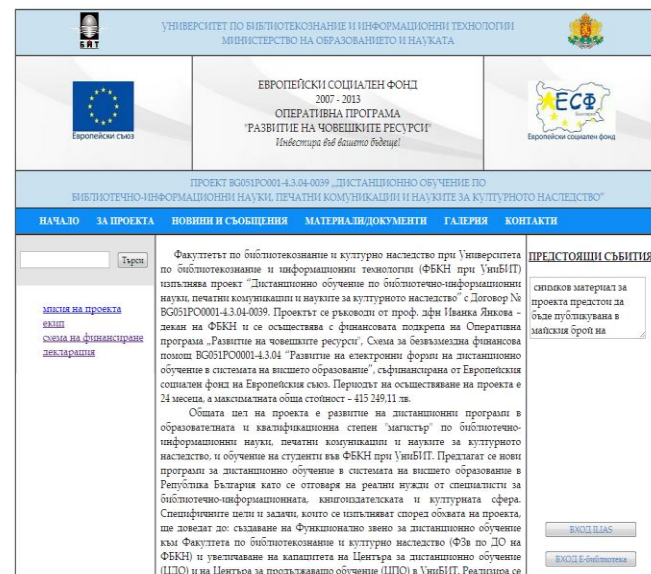 УНИВЕРСИТЕТ ПО БИБЛИОТЕКОЗНАНИЕ И ИНФОРМАЦИОННИ ТЕХНОЛОГИИ
МИНИСТЕРСТВО НА ОБРАЗОВАНИЕТО И НАУКАТА
БИТ
ЕВРОПЕЙСКИ СОЦИАЛЕН ФОНД
2007 - 2013
ОПЕРАТИВНА ПРОГРАМА
"РАЗВИТИЕ НА ЧОВЕШКИТЕ РЕСУРСИ"
Инвестира във вашето бъдеще!
Европейски съюз
ЕСФ
България
Европейски социален фонд
ПРОЕКТ BG051PO001-4.3.04-0039 „ДИСТАНЦИОННО ОБУЧЕНИЕ ПО
БИБЛИОТЕЧНО-ИНФОРМАЦИОННИ НАУКИ, ПЕЧАТНИ КОМУНИКАЦИИ И НАУКИТЕ ЗА КУЛТУРНОТО НАСЛЕДСТВО"
НАЧАЛО ЗА ПРОЕКТА НОВИНИ И СЪОБЩЕНИЯ МАТЕРИАЛИ/ДОКУМЕНТИ ГАЛЕРИЯ КОНТАКТИ
Търси
мисия на проекта
екип
схема на финансиране
декларация
Факултетът по библиотекознание и културно наследство при Университета
по библиотекознание и информационни технологии (ФБКН при УниБИТ)
изпълнява проект "Дистанционно обучение по библиотечно-информационни
науки, печатни комуникации и науките за културното наследство" с Договор №
BG051PO0001-4.3.04-0039. Проектът се ръководи от проф. дфн Иванка Янкова –
декан на ФБКН и се осъществява с финансовата подкрепа на Оперативна
програма „Развитие на човешките ресурси", Схема за безвъзмездна финансова
помощ BG051PO0001-4.3.04 "Развитие на електронни форми на дистанционно
обучение в системата на висшето образование", съфинансирана от Европейския
социален фонд на Европейския съюз. Периодът на осъществяване на проекта е
24 месеца, а максималната обща стойност – 415 249,11 лв.
Общата цел на проекта е развитие на дистанционни програми в
образователната и квалификационна степен "магистър" по библиотечно-
информационни науки, печатни комуникации и науките за културното
наследство, и обучение на студенти във ФБКН при УниБИТ. Предлагат се нови
програми за дистанционно обучение в системата на висшето образование в
Република България като се отговаря на реални нужди от специалисти за
библиотечно-информационната, книгоиздателската и културната сфера.
Специфичните цели и задачи, които се изпълняват според обхвата на проекта,
ще доведат до: създаване на Функционално звено за дистанционно обучение
към Факултета по библиотекознание и културно наследство (ФЗв по ДО на
ФБКН) и увеличаване на капацитета на Центъра за дистанционно обучение
(ЦДО) и на Центъра за продължаващо обучение (ЦПО) в УниБИТ. Реализира се
ПРЕДСТОЯЩИ СЪБИТИЯ
снимков материал за
проекта предстои да
бъде публикувана в
майския брой на
ВХОД ILIAS
ВХОД Е-библиотека